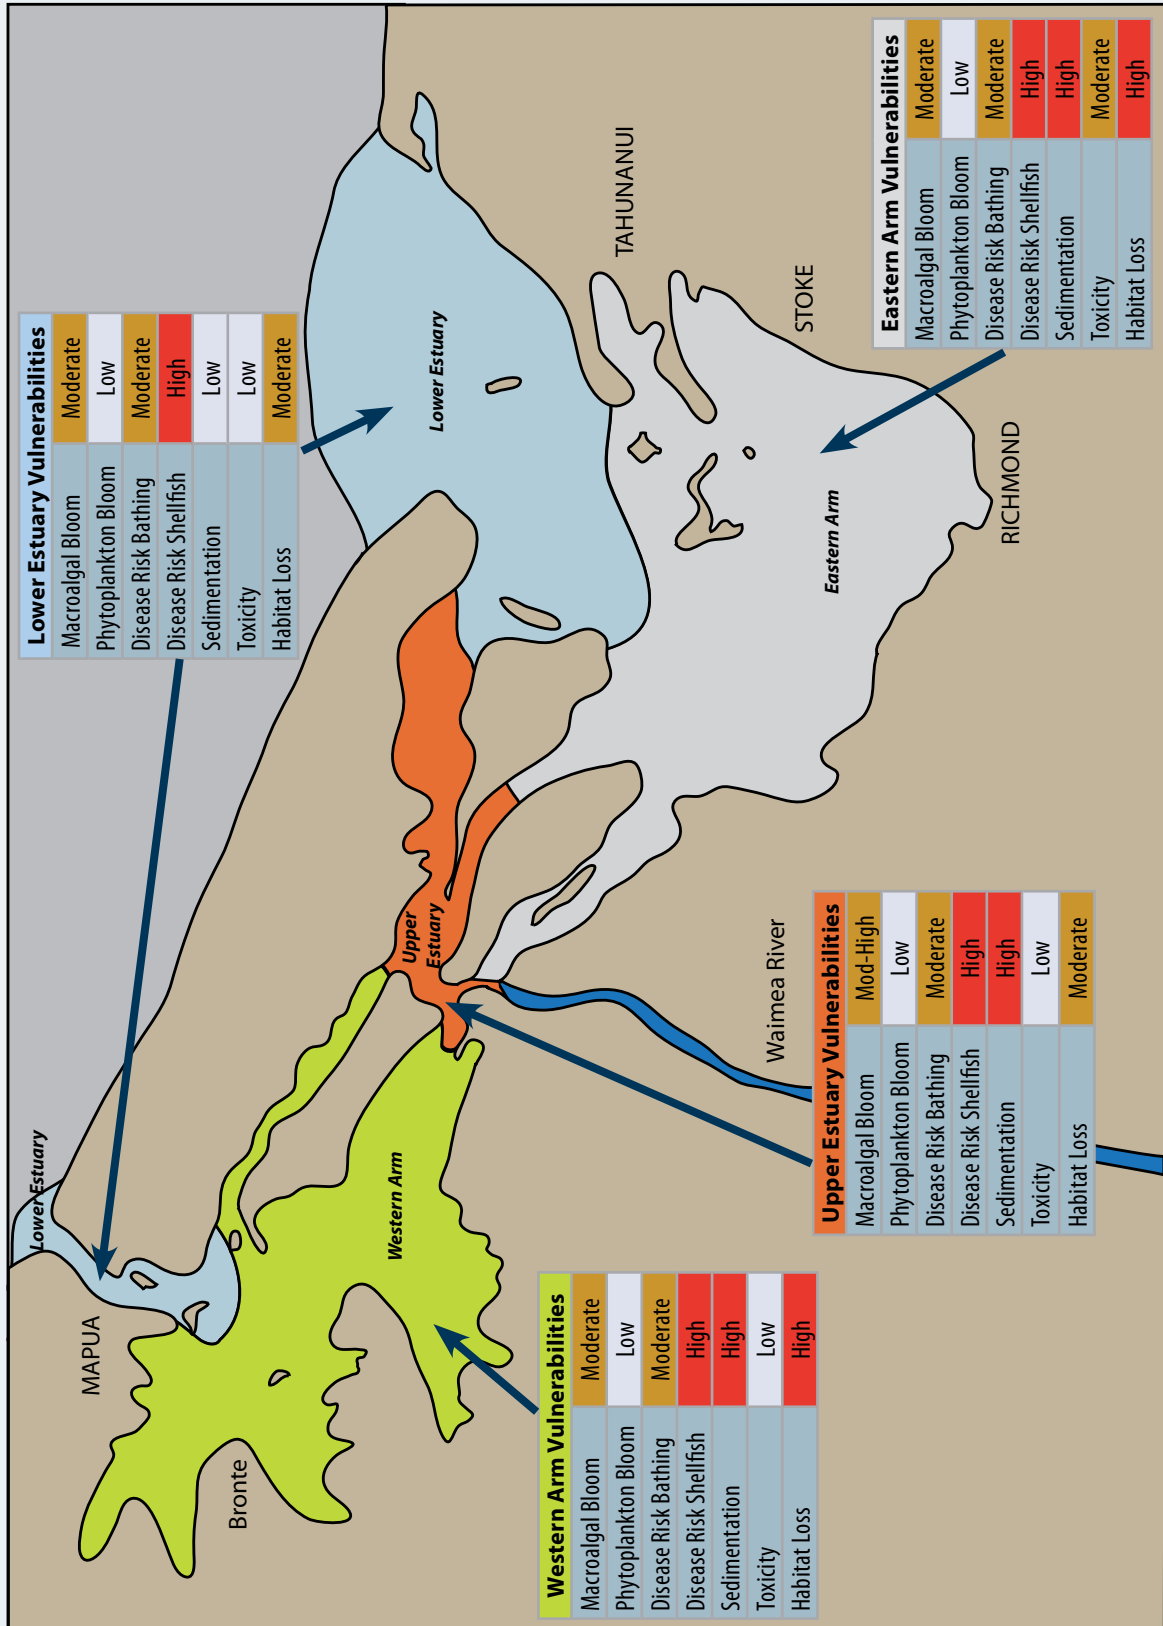 Lower Estuary
MAPUA
Lower Estuary Vulnerabilities
Macroalgal Bloom Moderate
Phytoplankton Bloom Low
Disease Risk Bathing Moderate
Disease Risk Shellfish High
Sedimentation Low
Toxicity Low
Habitat Loss Moderate
Bronte
Western Arm
Upper
Estuary
Lower Estuary
TAHUNANUI
Western Arm Vulnerabilities
Macroalgal Bloom Moderate
Phytoplankton Bloom Low
Disease Risk Bathing Moderate
Disease Risk Shellfish High
Sedimentation High
Toxicity Low
Habitat Loss High
Waimea River
Eastern Arm
STOKE
RICHMOND
Upper Estuary Vulnerabilities
Macroalgal Bloom Mod-High
Phytoplankton Bloom Low
Disease Risk Bathing Moderate
Disease Risk Shellfish High
Sedimentation High
Toxicity Low
Habitat Loss Moderate
Eastern Arm Vulnerabilities
Macroalgal Bloom Moderate
Phytoplankton Bloom Low
Disease Risk Bathing Moderate
Disease Risk Shellfish High
Sedimentation High
Toxicity Moderate
Habitat Loss High